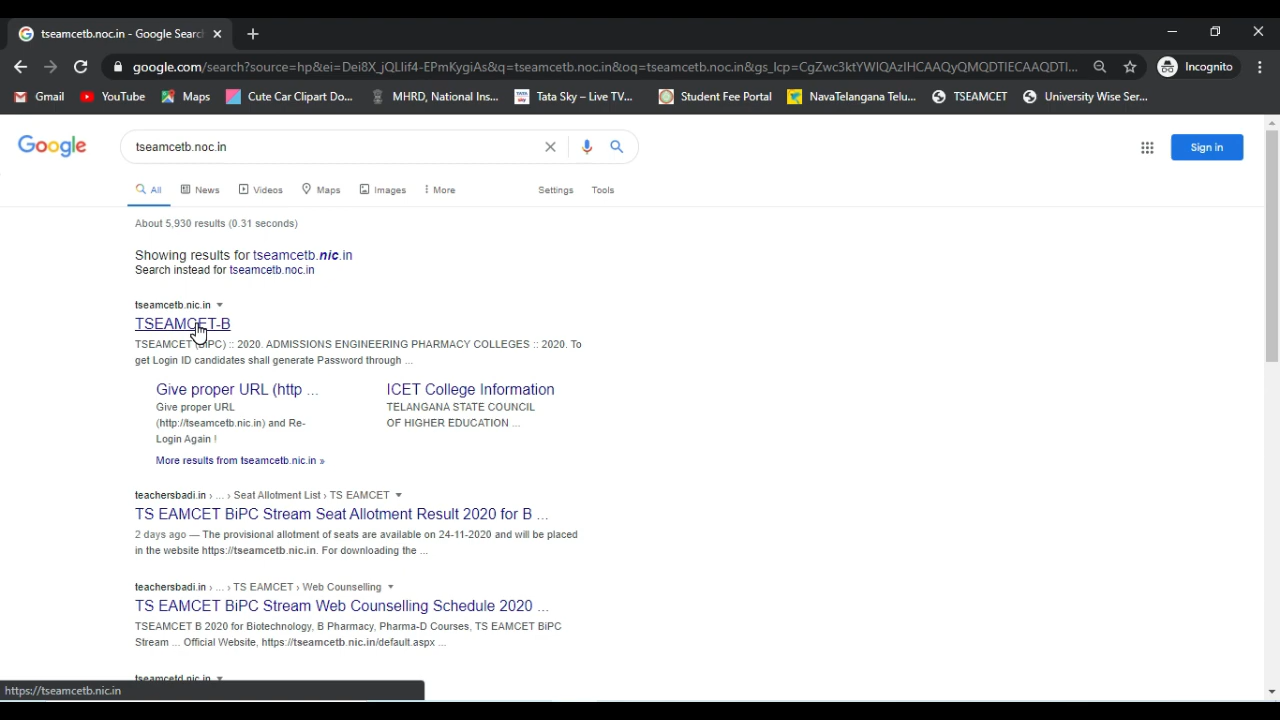 tseamcetb.noc.in - Google Searc
google.com/search?source=hp&ei=Dei8X_jQLIif4-EPmKygiAs&q=tseamcetb.noc.in&oq=tseamcetb.noc.in&gs_lcp=CgZwc3ktYWIQAzIHCAAQyQMQDTIECAAQDTI...
Incognito
Gmail YouTube Maps Cute Car Clipart Do... MHRD, National Ins... Tata Sky – Live TV... Student Fee Portal NavaTelangana Telu... TSEAMCET University Wise Ser...
Google tseamcetb.noc.in Sign in
All News Videos Maps Images More Settings Tools
About 5,930 results (0.31 seconds)
Showing results for tseamcetb.nic.in
Search instead for tseamcetb.noc.in
tseamcetb.nic.in
TSEAMCET-B
TSEAMCET (BiPC) :: 2020. ADMISSIONS ENGINEERING PHARMACY COLLEGES :: 2020. To
get Login ID candidates shall generate Password through ...
Give proper URL (http ...
Give proper URL
(http://tseamcetb.nic.in) and Re-
Login Again !
ICET College Information
TELANGANA STATE COUNCIL
OF HIGHER EDUCATION ...
More results from tseamcetb.nic.in »
teachersbadi.in › ... › Seat Allotment List › TS EAMCET
TS EAMCET BiPC Stream Seat Allotment Result 2020 for B ...
2 days ago — The provisional allotment of seats are available on 24-11-2020 and will be placed
in the website https://tseamcetb.nic.in. For downloading the ...
teachersbadi.in › ... › TS EAMCET › Web Counselling
TS EAMCET BiPC Stream Web Counselling Schedule 2020 ...
TSEAMCET B 2020 for Biotechnology, B Pharmacy, Pharma-D Courses, TS EAMCET BiPC
Stream ... Official Website, https://tseamcetb.nic.in/default.aspx ...
tseamcetd.nic.in
https://tseamcetb.nic.in